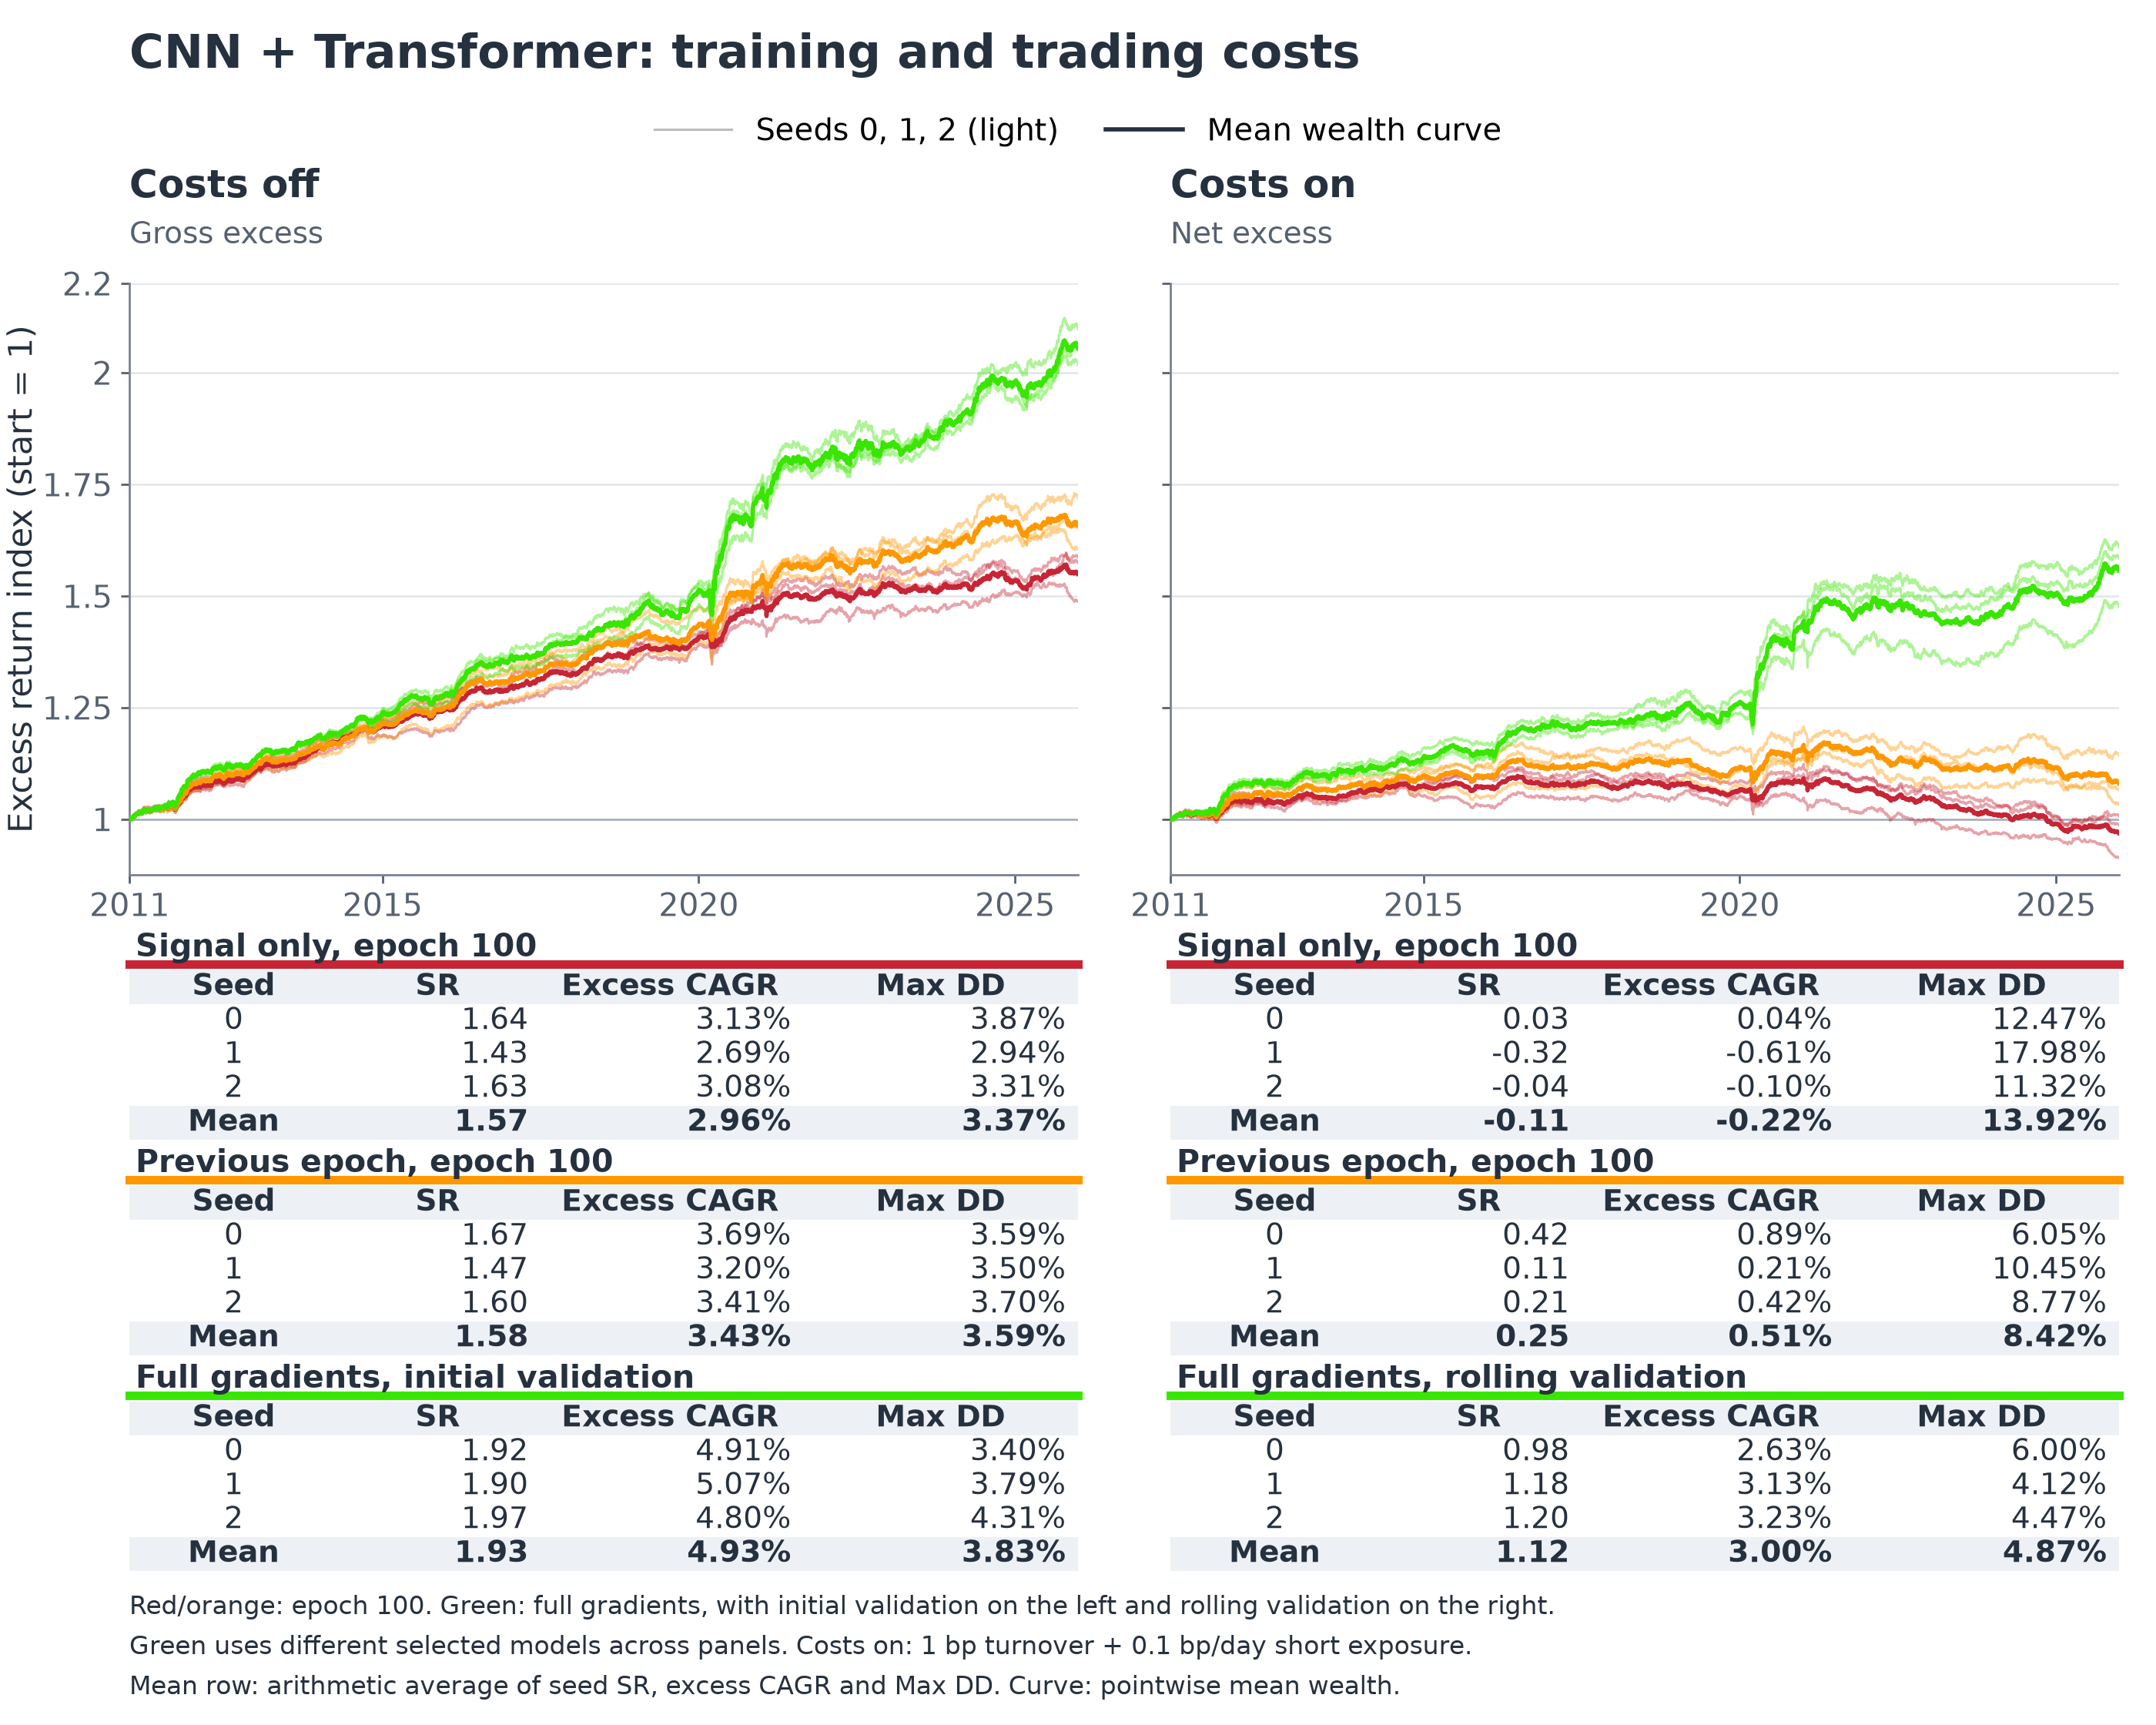 CNN + Transformer: training and trading costs
Seeds 0, 1, 2 (light) Mean wealth curve
Costs off
Gross excess
Costs on
Net excess
Excess return index (start = 1)
2.2
2
1.75
1.5
1.25
1
2011 2015 2020 2025
2011 2015 2020 2025
Signal only, epoch 100
Seed SR Excess CAGR Max DD
0 1.64 3.13% 3.87%
1 1.43 2.69% 2.94%
2 1.63 3.08% 3.31%
Mean 1.57 2.96% 3.37%
Previous epoch, epoch 100
Seed SR Excess CAGR Max DD
0 1.67 3.69% 3.59%
1 1.47 3.20% 3.50%
2 1.60 3.41% 3.70%
Mean 1.58 3.43% 3.59%
Full gradients, initial validation
Seed SR Excess CAGR Max DD
0 1.92 4.91% 3.40%
1 1.90 5.07% 3.79%
2 1.97 4.80% 4.31%
Mean 1.93 4.93% 3.83%
Signal only, epoch 100
Seed SR Excess CAGR Max DD
0 0.03 0.04% 12.47%
1 -0.32 -0.61% 17.98%
2 -0.04 -0.10% 11.32%
Mean -0.11 -0.22% 13.92%
Previous epoch, epoch 100
Seed SR Excess CAGR Max DD
0 0.42 0.89% 6.05%
1 0.11 0.21% 10.45%
2 0.21 0.42% 8.77%
Mean 0.25 0.51% 8.42%
Full gradients, rolling validation
Seed SR Excess CAGR Max DD
0 0.98 2.63% 6.00%
1 1.18 3.13% 4.12%
2 1.20 3.23% 4.47%
Mean 1.12 3.00% 4.87%
Red/orange: epoch 100. Green: full gradients, with initial validation on the left and rolling validation on the right.
Green uses different selected models across panels. Costs on: 1 bp turnover + 0.1 bp/day short exposure.
Mean row: arithmetic average of seed SR, excess CAGR and Max DD. Curve: pointwise mean wealth.